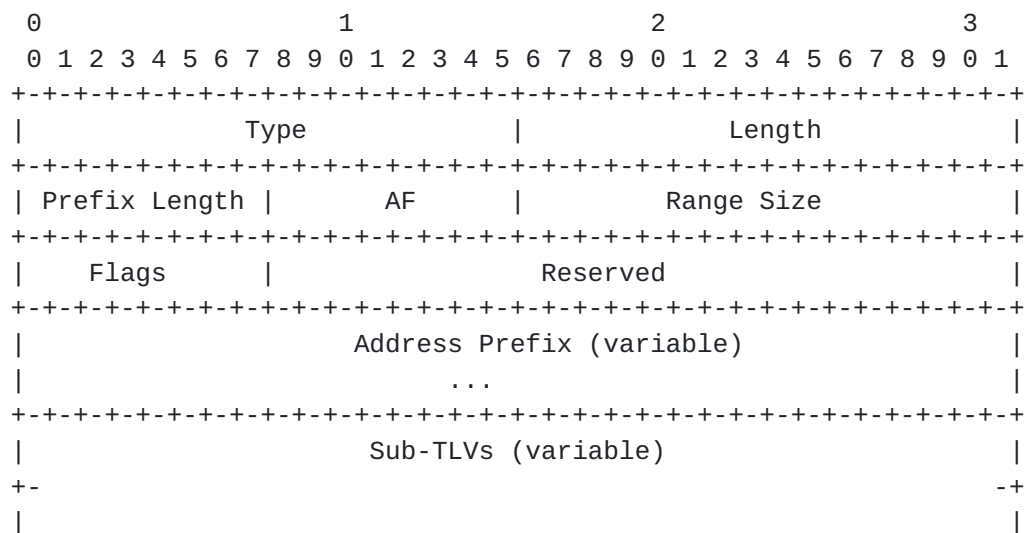 0                   1                   2                   3
 0 1 2 3 4 5 6 7 8 9 0 1 2 3 4 5 6 7 8 9 0 1 2 3 4 5 6 7 8 9 0 1
+-+-+-+-+-+-+-+-+-+-+-+-+-+-+-+-+-+-+-+-+-+-+-+-+-+-+-+-+-+-+-+-+
|              Type             |             Length            |
+-+-+-+-+-+-+-+-+-+-+-+-+-+-+-+-+-+-+-+-+-+-+-+-+-+-+-+-+-+-+-+-+
| Prefix Length |       AF      |         Range Size            |
+-+-+-+-+-+-+-+-+-+-+-+-+-+-+-+-+-+-+-+-+-+-+-+-+-+-+-+-+-+-+-+-+
|    Flags      |                 Reserved                      |
+-+-+-+-+-+-+-+-+-+-+-+-+-+-+-+-+-+-+-+-+-+-+-+-+-+-+-+-+-+-+-+-+
|                     Address Prefix (variable)                 |
|                           ...                                 |
+-+-+-+-+-+-+-+-+-+-+-+-+-+-+-+-+-+-+-+-+-+-+-+-+-+-+-+-+-+-+-+-+
|                      Sub-TLVs (variable)                      |
+-                                                             -+
|                                                               |